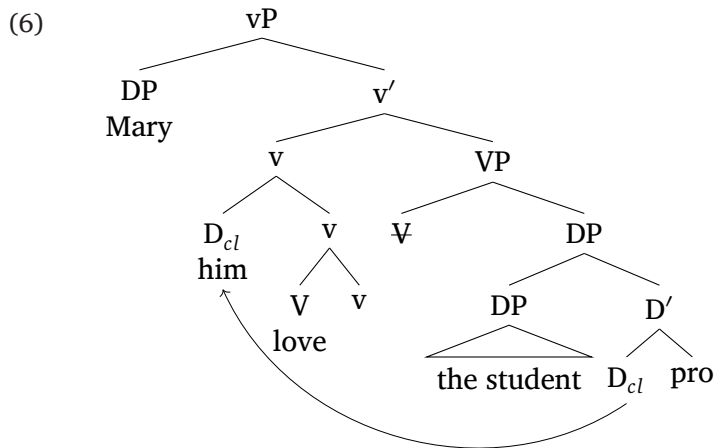 (6)
vP
DP
Mary
v′
v
VP
D_cl
him
v
V̶
DP
V
love
v
DP
the student
D′
D_cl
pro